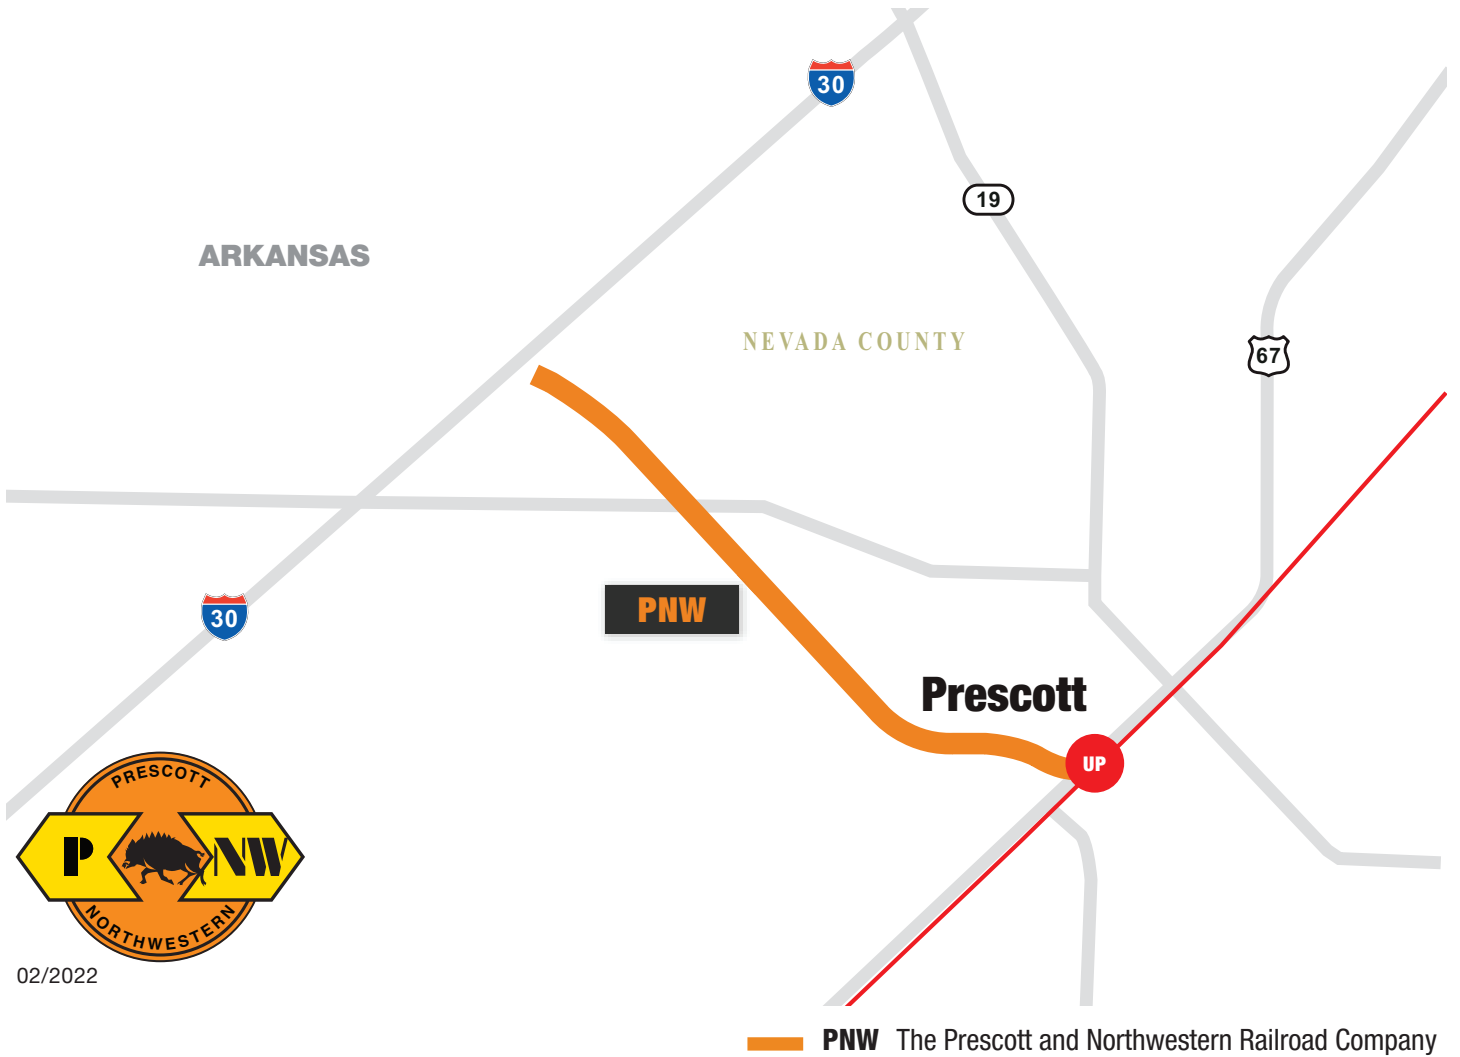 30
19
ARKANSAS
NEVADA COUNTY
67
30
PNW
Prescott
UP
PRESCOTT
P NW
NORTHWESTERN
02/2022
PNW The Prescott and Northwestern Railroad Company